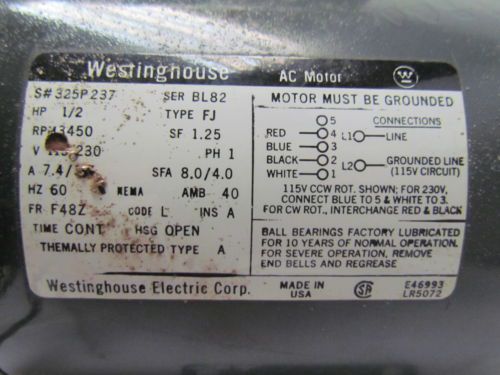 Westinghouse AC Motor W
S# 325P237 SER BL82
HP 1/2 TYPE FJ
RPM 3450 SF 1.25
V 230 PH 1
A 7.4/ SFA 8.0/4.0
HZ 60 NEMA AMB 40
FR F48Z CODE L INS A
TIME CONT HSG OPEN
THEMALLY PROTECTED TYPE A
Westinghouse Electric Corp.
MOTOR MUST BE GROUNDED
5 CONNECTIONS
RED 4 L1 LINE
BLUE 3
BLACK 2 L2 GROUNDED LINE
WHITE 1 (115V CIRCUIT)
115V CCW ROT. SHOWN; FOR 230V,
CONNECT BLUE TO 5 & WHITE TO 3.
FOR CW ROT., INTERCHANGE RED & BLACK
BALL BEARINGS FACTORY LUBRICATED
FOR 10 YEARS OF NORMAL OPERATION.
FOR SEVERE OPERATION, REMOVE
END BELLS AND REGREASE
MADE IN
USA
SA
E46993
LR5072